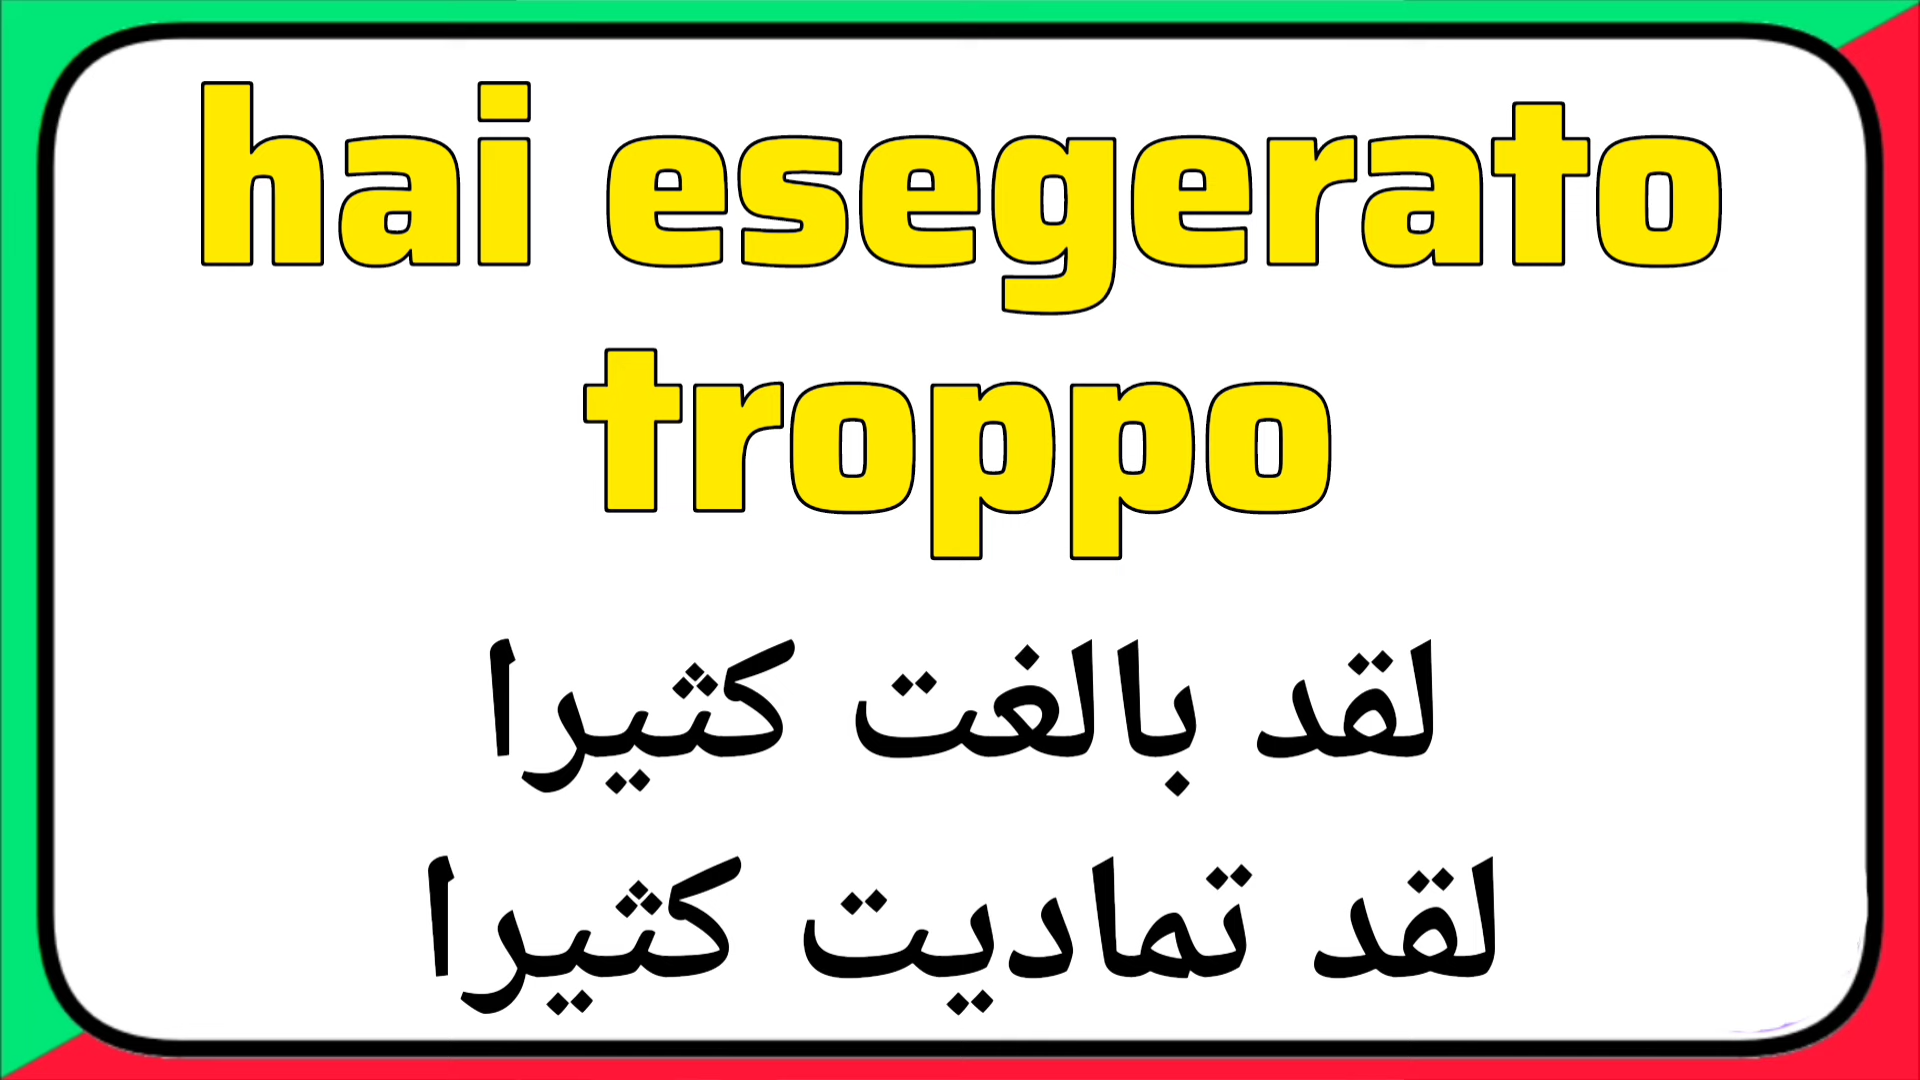 hai esegerato
troppo
لقد بالغت كثيرا
لقد تماديت كثيرا